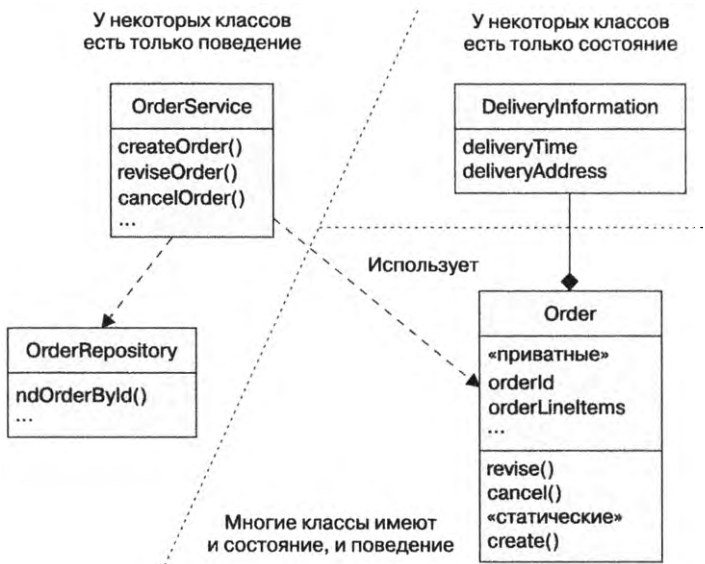 У некоторых классов
есть только поведение
У некоторых классов
есть только состояние
OrderService
createOrder()
reviseOrder()
cancelOrder()
...
DeliveryInformation
deliveryTime
deliveryAddress
Использует
OrderRepository
ndOrderById()
...
Order
«приватные»
orderId
orderLineItems
...
revise()
cancel()
«статические»
create()
Многие классы имеют
и состояние, и поведение